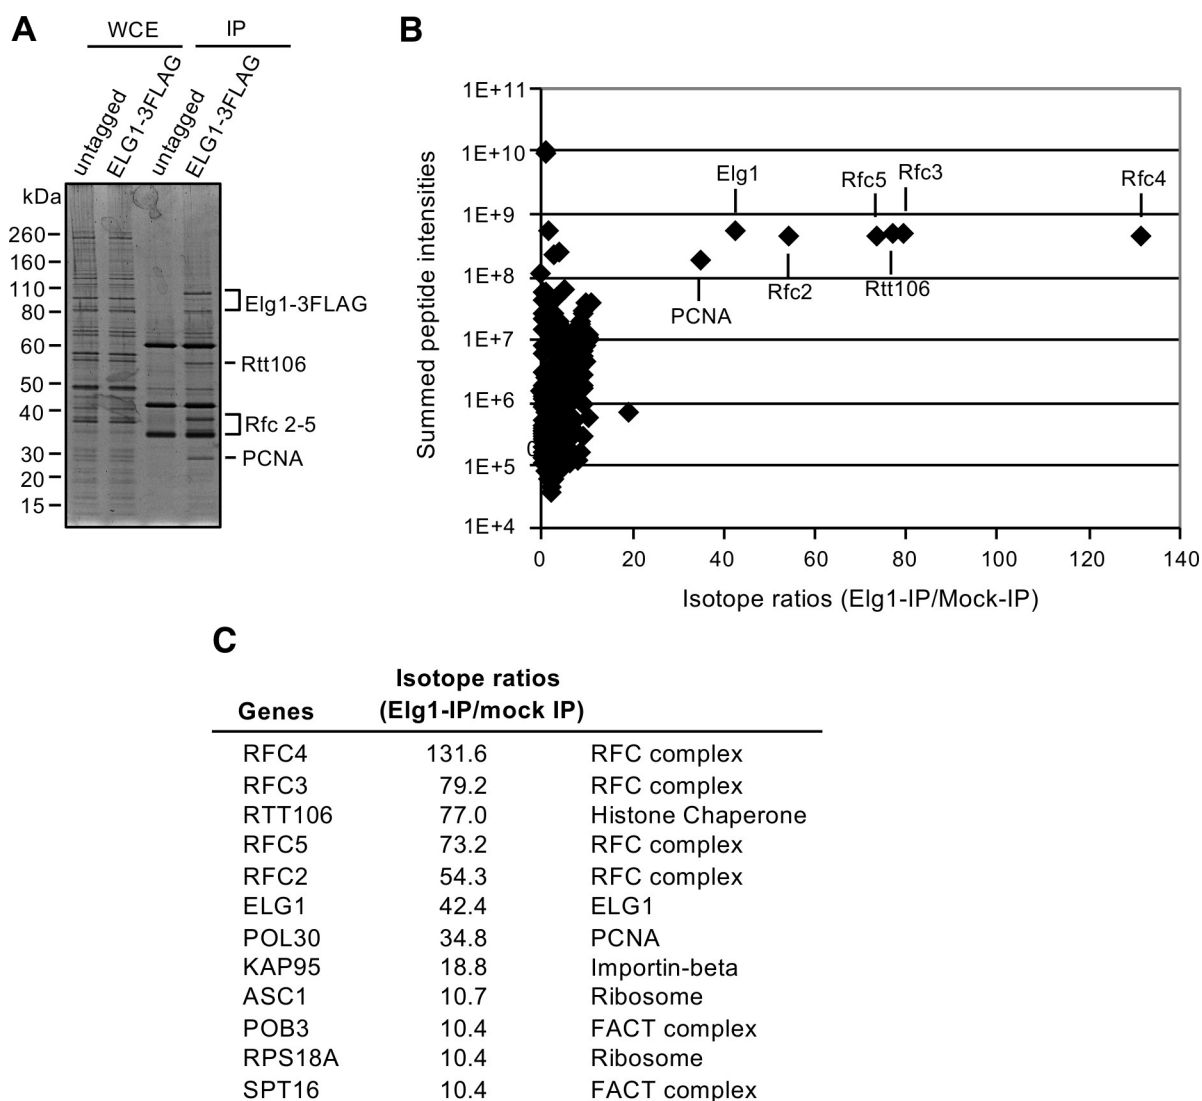 A
WCE
IP
untagged
ELG1-3FLAG
untagged
ELG1-3FLAG
kDa
260
160
110
80
60
50
40
30
20
15
Elg1-3FLAG
Rtt106
Rfc 2-5
PCNA
B
Summed peptide intensities
1E+11
1E+10
1E+9
1E+8
1E+7
1E+6
1E+5
1E+4
0
Elg1
Rfc5
Rfc3
Rfc4
PCNA
Rfc2
Rtt106
0 20 40 60 80 100 120 140
Isotope ratios (Elg1-IP/Mock-IP)
C
Isotope ratios
Genes (Elg1-IP/mock IP)
RFC4 131.6 RFC complex
RFC3 79.2 RFC complex
RTT106 77.0 Histone Chaperone
RFC5 73.2 RFC complex
RFC2 54.3 RFC complex
ELG1 42.4 ELG1
POL30 34.8 PCNA
KAP95 18.8 Importin-beta
ASC1 10.7 Ribosome
POB3 10.4 FACT complex
RPS18A 10.4 Ribosome
SPT16 10.4 FACT complex